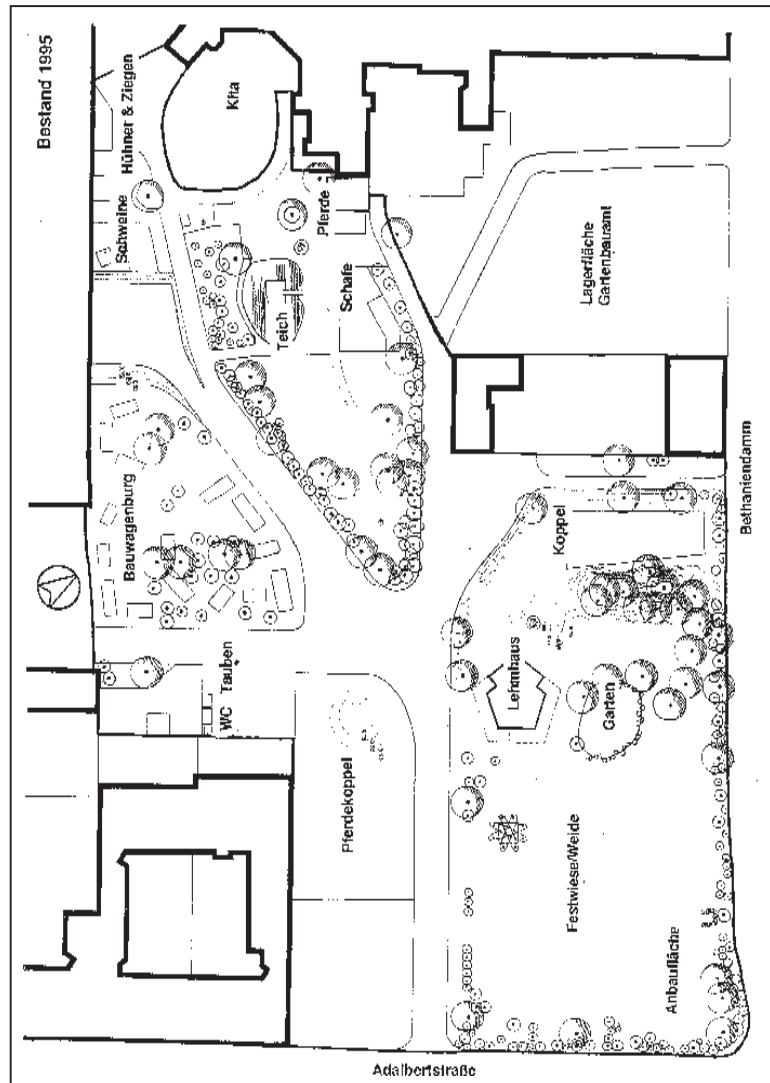 Bestand 1995
Hühner & Ziegen
Kita
Schweine
Pferde
Teich
Schafe
Lagerfläche
Gartenbauamt
Bauwagenburg
Koppel
Bethaniendamm
Tauben
WC
Lehmhaus
Garten
Pferdekoppel
Festwiese/Weide
Anbaufläche
Adalbertstraße